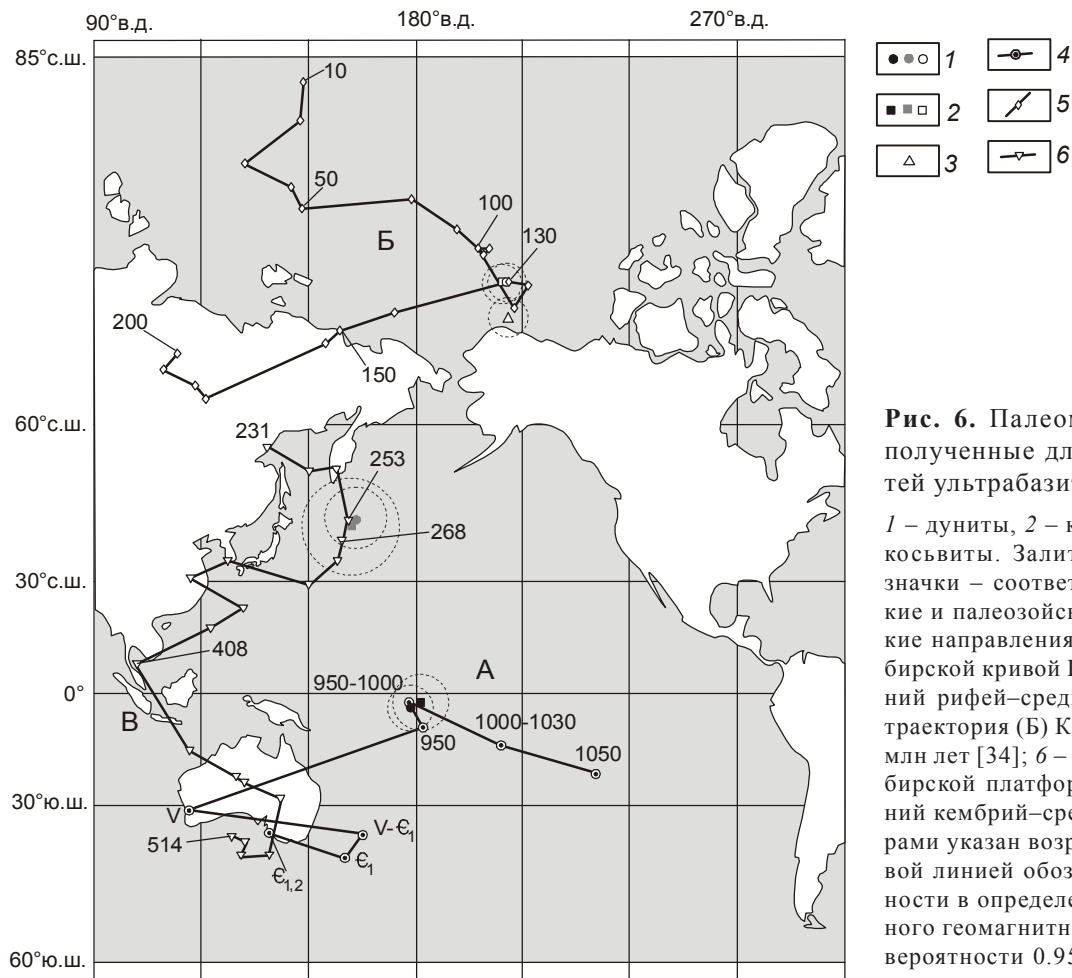 90°в.д.
180°в.д.
270°в.д.
85°с.ш.
60°с.ш.
30°с.ш.
0°
30°ю.ш.
60°ю.ш.
10
50
100
Б
130
200
150
231
253
268
408
А
950-1000
1000-1030
В
950
1050
V
V-Є1
514
Є1
Є1,2
1
4
2
5
3
6
Рис. 6. Палеом
полученные дл
тей ультрабазит
1 – дуниты, 2 – к
косьвиты. Залит
значки – соответ
кие и палеозойск
кие направления
бирской кривой
ний рифей–средн
траектория (Б) К
млн лет [34]; 6 –
бирской платфор
ний кембрий–сре
рами указан возр
вой линией обоз
ности в определе
ного геомагнитн
вероятности 0.95